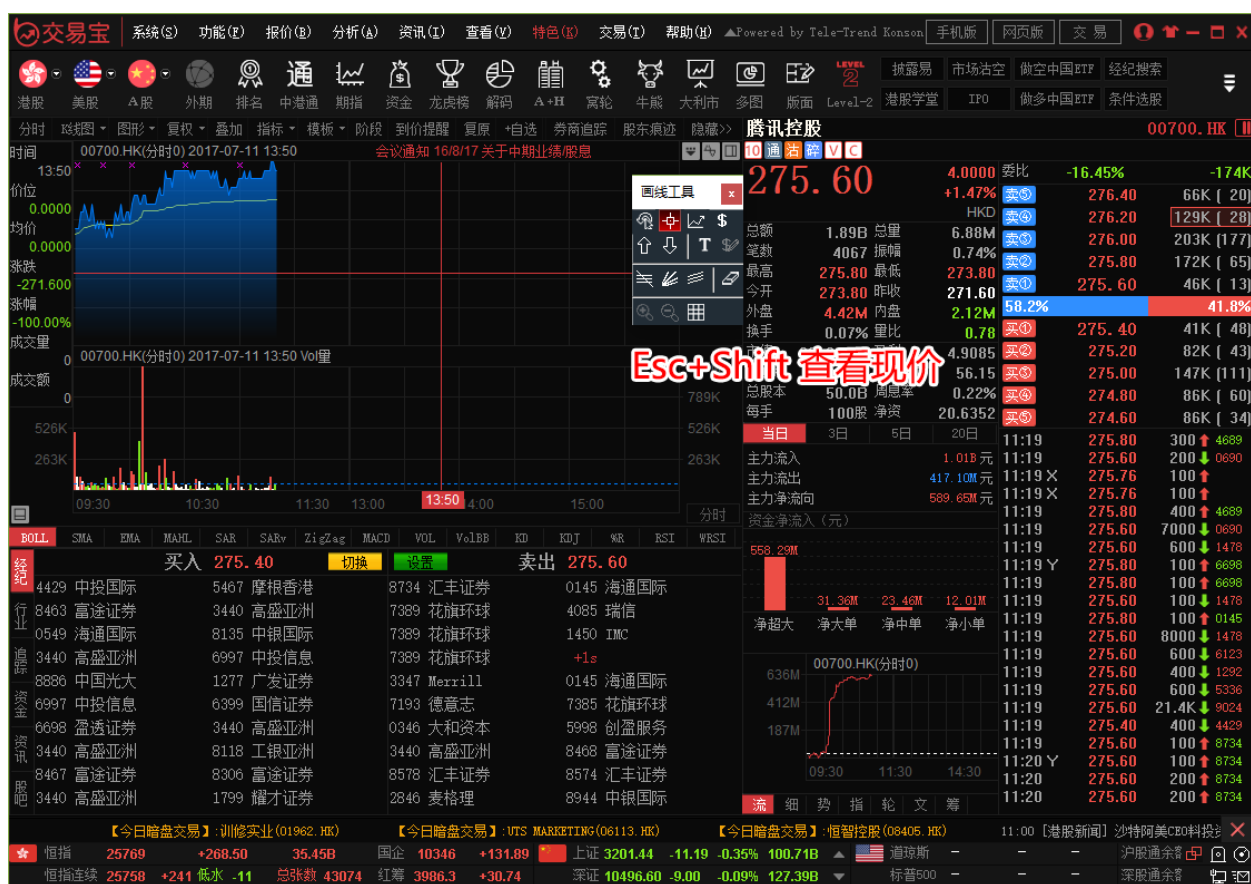 交易宝 系统(S) 功能(F) 报价(B) 分析(A) 资讯(I) 查看(V) 特色(K) 交易(T) 帮助(H) ▲Powered by Tele-Trend Konson 手机版 网页版 交 易
LEVEL 2 披露易 市场沽空 做空中国ETF 经纪搜索
港股 美股 A股 外期 排名 中港通 期指 资金 龙虎榜 解码 A+H 窝轮 牛熊 大利市 多图 版面 Level-2 港股学堂 IPO 做多中国ETF 条件选股
通
分时 K线图 图形 复权 叠加 指标 模板 阶段 到价提醒 复原 +自选 券商追踪 股东痕迹 隐藏>> 腾讯控股 00700.HK
时间 00700.HK(分时0) 2017-07-11 13:50 会议通知 16/8/17 关于中期业绩/股息 10 通 沽 碎 V C
13:50
价位
0.0000
均价
0.0000
涨跌
-271.600
涨幅
-100.00%
成交量
0
成交额
0
526K
263K
00700.HK(分时0) 2017-07-11 13:50 Vol量
789K
526K
263K
09:30 10:30 11:30 13:00 13:50 4:00 15:00
分时
画线工具 x
$
T
Esc+Shift 查看现价
275.60 4.0000
+1.47%
HKD
总额 1.89B 总量 6.88M
笔数 4067 振幅 0.74%
最高 275.80 最低 273.80
今开 273.80 昨收 271.60
外盘 4.42M 内盘 2.12M
换手 0.07% 量比 0.78
4.9085
56.15
总股本 50.0B 周息率 0.22%
每手 100股 净资 20.6352
委比 -16.45% -174K
卖⑤ 276.40 66K ( 20)
卖④ 276.20 129K ( 28)
卖③ 276.00 203K (177)
卖② 275.80 172K ( 65)
卖① 275.60 46K ( 13)
58.2% 41.8%
买① 275.40 41K ( 48)
买② 275.20 82K ( 43)
买③ 275.00 147K (111)
买④ 274.80 86K ( 60)
买⑤ 274.60 86K ( 34)
当日 3日 5日 20日
主力流入 1.01B 元
主力流出 417.10M 元
主力净流向 589.65M 元
资金净流入（元）
558.29M
31.36M 23.46M 12.01M
净超大 净大单 净中单 净小单
00700.HK(分时0)
636M
412M
187M
09:30 11:30 14:30
流 细 势 指 轮 文 筹
11:19 275.80 300 4689
11:19 275.60 200 0690
11:19 X 275.76 100
11:19 X 275.76 100
11:19 275.80 400 4689
11:19 275.60 7000 0690
11:19 275.60 600 1478
11:19 Y 275.60 100 6698
11:19 275.80 100 6698
11:19 275.60 100 1478
11:19 275.80 100 0145
11:19 275.60 8000 1478
11:19 275.60 600 6123
11:19 275.60 400 1292
11:19 275.60 600 5336
11:19 275.60 21.4K 9024
11:19 275.40 400 4429
11:19 275.60 100 8734
11:20 Y 275.60 100 8734
11:20 275.60 200 8734
11:20 275.60 200 8734
BOLL SMA EMA MAHL SAR SARv ZigZag MACD VOL VolBB KD KDJ WR RSI WRSI
经纪
行业
追踪
资金
资讯
股吧
买入 275.40 切换 设置 卖出 275.60
4429 中投国际 5467 摩根香港 8734 汇丰证券 0145 海通国际
8463 富途证券 3440 高盛亚洲 7389 花旗环球 4085 瑞信
0549 海通国际 8135 中银国际 7389 花旗环球 1450 IMC
3440 高盛亚洲 6997 中投信息 7389 花旗环球 +1s
8886 中国光大 1277 广发证券 3347 Merrill 0145 海通国际
6997 中投信息 6399 国信证券 7193 德意志 7385 花旗环球
6698 盈透证券 3440 高盛亚洲 0346 大和资本 5998 创盈服务
3440 高盛亚洲 8118 工银亚洲 3440 高盛亚洲 8468 富途证券
8467 富途证券 8306 富途证券 8578 汇丰证券 8574 汇丰证券
3440 高盛亚洲 1799 耀才证券 2846 麦格理 8944 中银国际
【今日暗盘交易】:训修实业(01962.HK) 【今日暗盘交易】:UTS MARKETING(06113.HK) 【今日暗盘交易】:恒智控股(08405.HK) 11:00 [港股新闻] 沙特阿美CEO料投
恒指 25769 +268.50 35.45B 国企 10346 +131.89 上证 3201.44 -11.19 -0.35% 100.71B 道琼斯 － － － 沪股通余
恒指连续 25758 +241 低水 -11 总张数 43074 红筹 3986.3 +30.74 深证 10496.60 -9.00 -0.09% 127.39B 标普500 － － － 深股通余